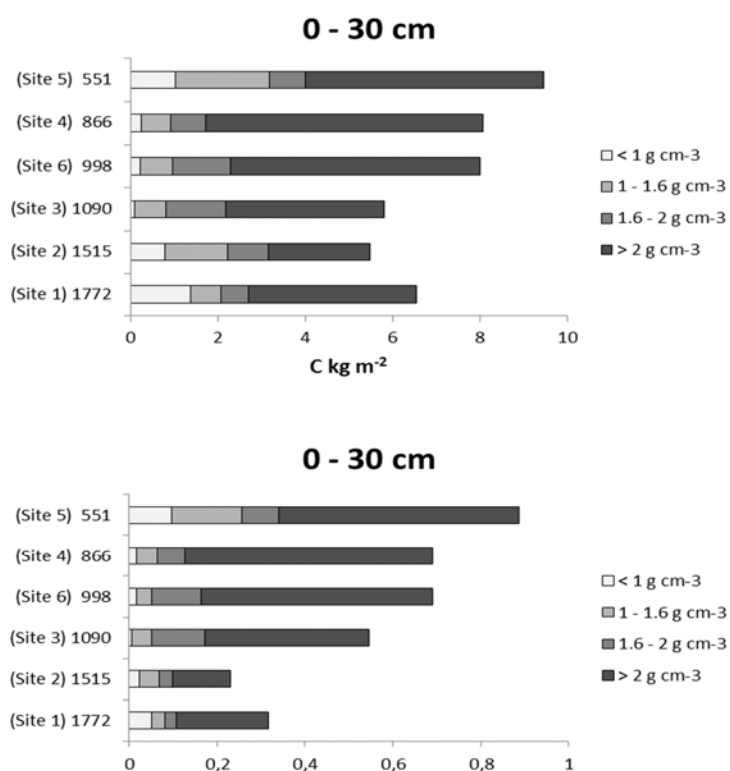 0 - 30 cm
(Site 5) 551
(Site 4) 866
(Site 6) 998
(Site 3) 1090
(Site 2) 1515
(Site 1) 1772
0 2 4 6 8 10
C kg m⁻²
< 1 g cm-3
1 - 1.6 g cm-3
1.6 - 2 g cm-3
> 2 g cm-3
0 - 30 cm
(Site 5) 551
(Site 4) 866
(Site 6) 998
(Site 3) 1090
(Site 2) 1515
(Site 1) 1772
0 0,2 0,4 0,6 0,8 1
< 1 g cm-3
1 - 1.6 g cm-3
1.6 - 2 g cm-3
> 2 g cm-3